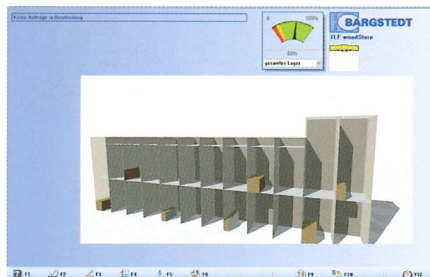 Keine Aufträge in Bearbeitung
0 100%
50%
gesamtes Lager
BARGSTEDT
TLF woodStore
F1 F2 F3 F4 F5 F6 F9 F10 F12